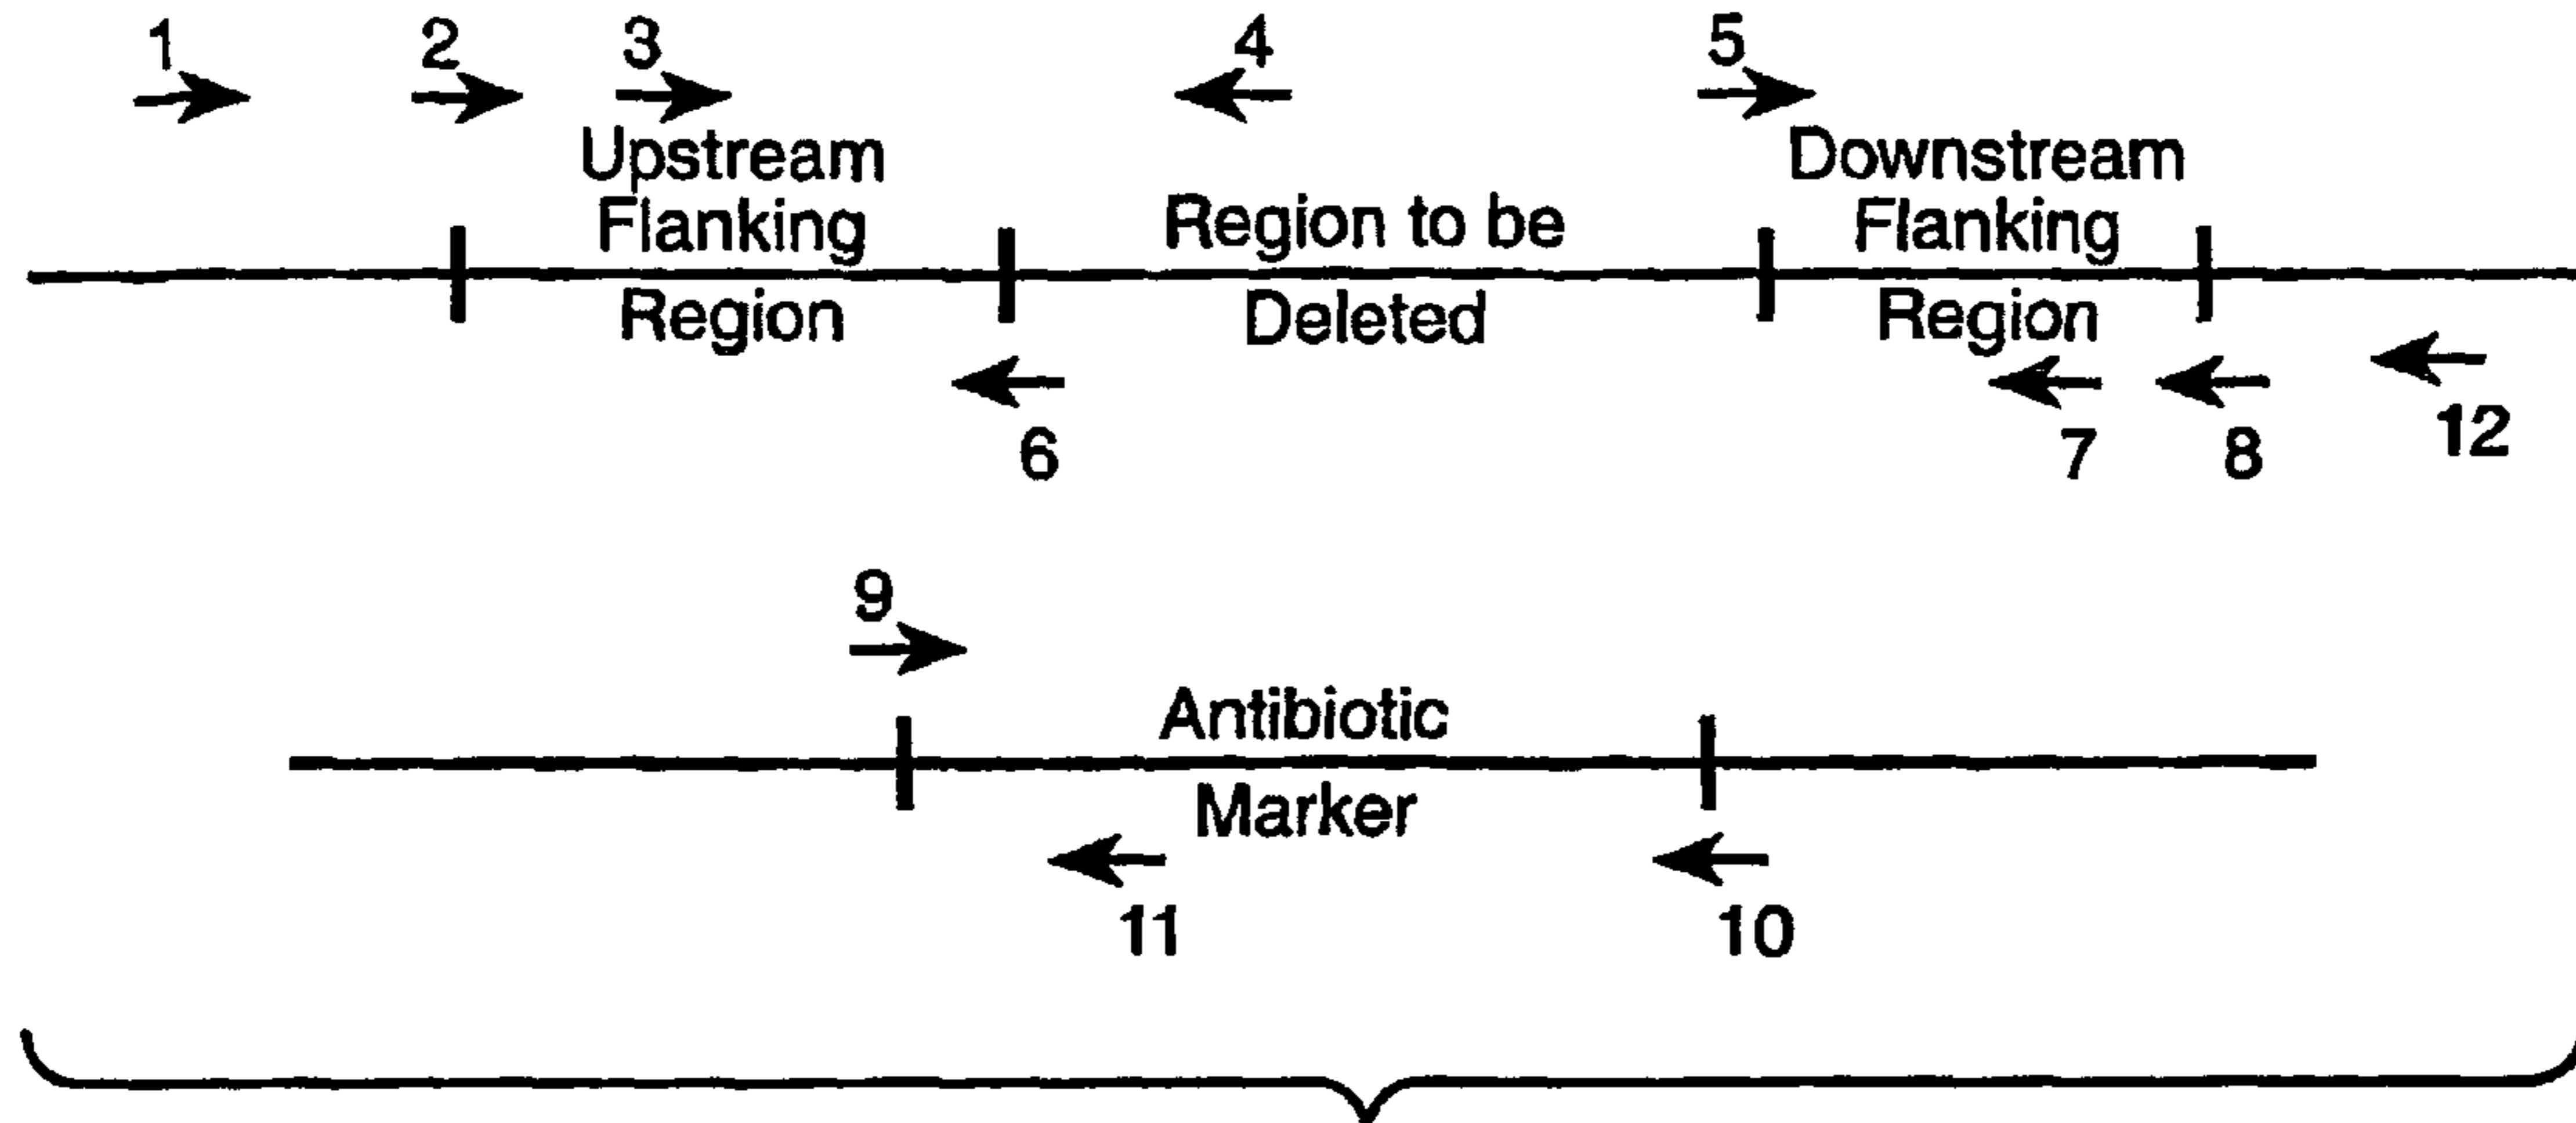 1 2 3 4 5
Upstream Downstream
Flanking Region to be Flanking
Region Deleted Region
6 7 8 12
9
Antibiotic
Marker
11 10